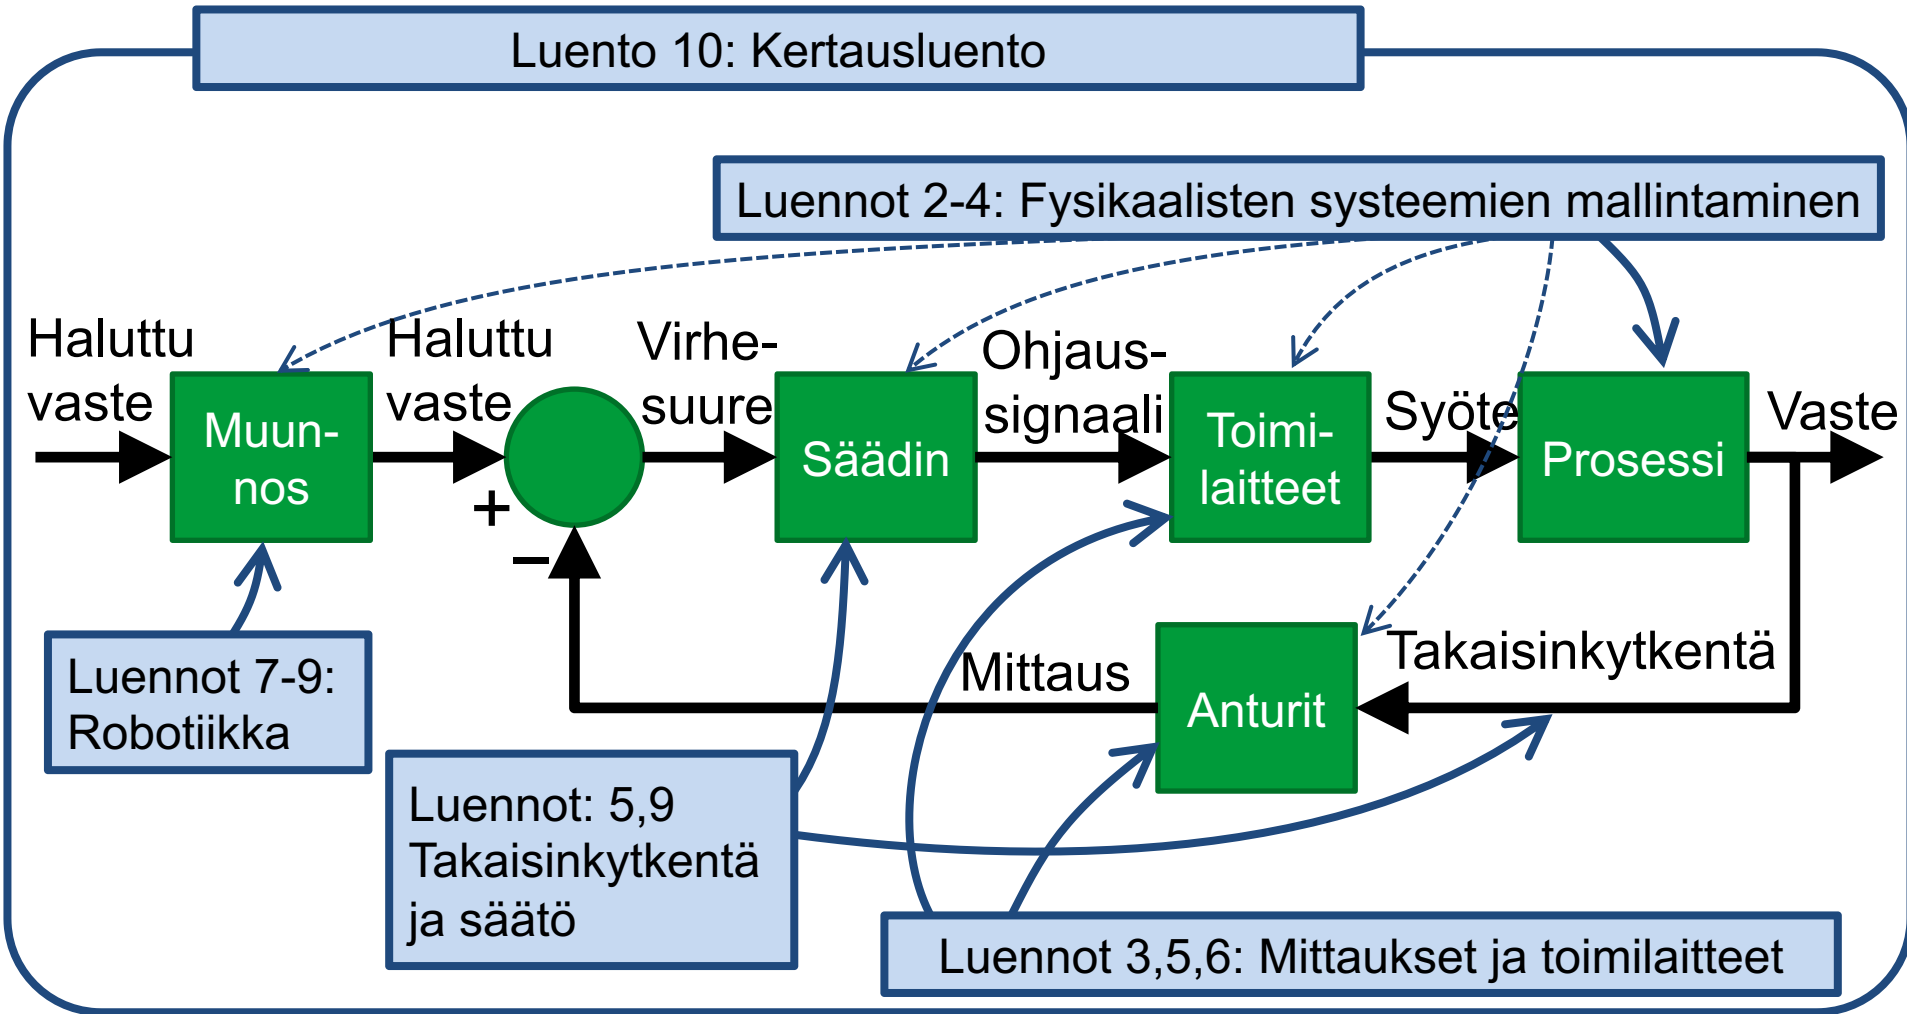 Luento 10: Kertausluento
Luennot 2-4: Fysikaalisten systeemien mallintaminen
Haluttu
vaste
Muun-
nos
Haluttu
vaste
+
–
Virhe-
suure
Säädin
Ohjaus-
signaali
Toimi-
laitteet
Syöte
Prosessi
Vaste
Luennot 7-9:
Robotiikka
Mittaus
Anturit
Takaisinkytkentä
Luennot: 5,9
Takaisinkytkentä
ja säätö
Luennot 3,5,6: Mittaukset ja toimilaitteet